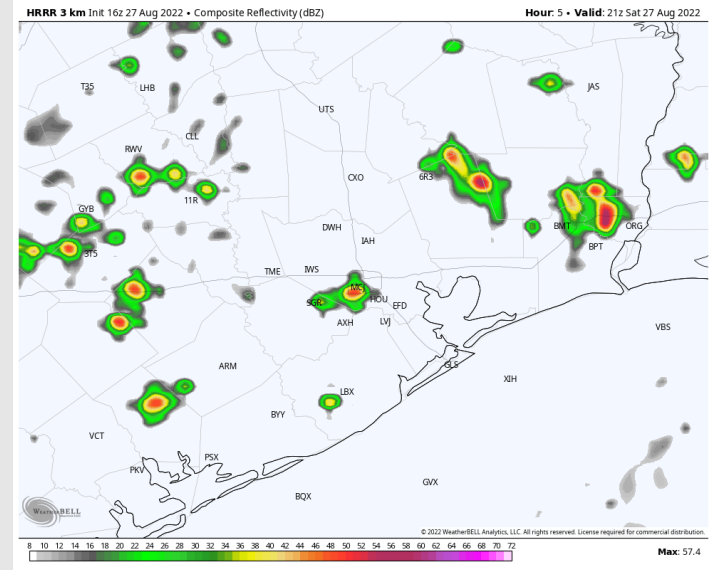 HRRR 3 km Init 16z 27 Aug 2022 • Composite Reflectivity (dBZ)
Hour: 5 • Valid: 21z Sat 27 Aug 2022
T35
LHB
JAS
UTS
CLL
RWV
CXO
6R3
11R
GYB
DWH
BMT
ORG
IAH
BPT
3T5
TME
IWS
MCJ
SGR
HOU
EFD
AXH
LVJ
VBS
ARM
GLS
XIH
LBX
BYY
VCT
PSX
PKV
GVX
BQX
WeatherBELL
© 2022 WeatherBELL Analytics, LLC. All rights reserved. License required for commercial distribution.
8 10 12 14 16 18 20 22 24 26 28 30 32 34 36 38 40 42 44 46 48 50 52 54 56 58 60 62 64 66 68 70 72
Max: 57.4